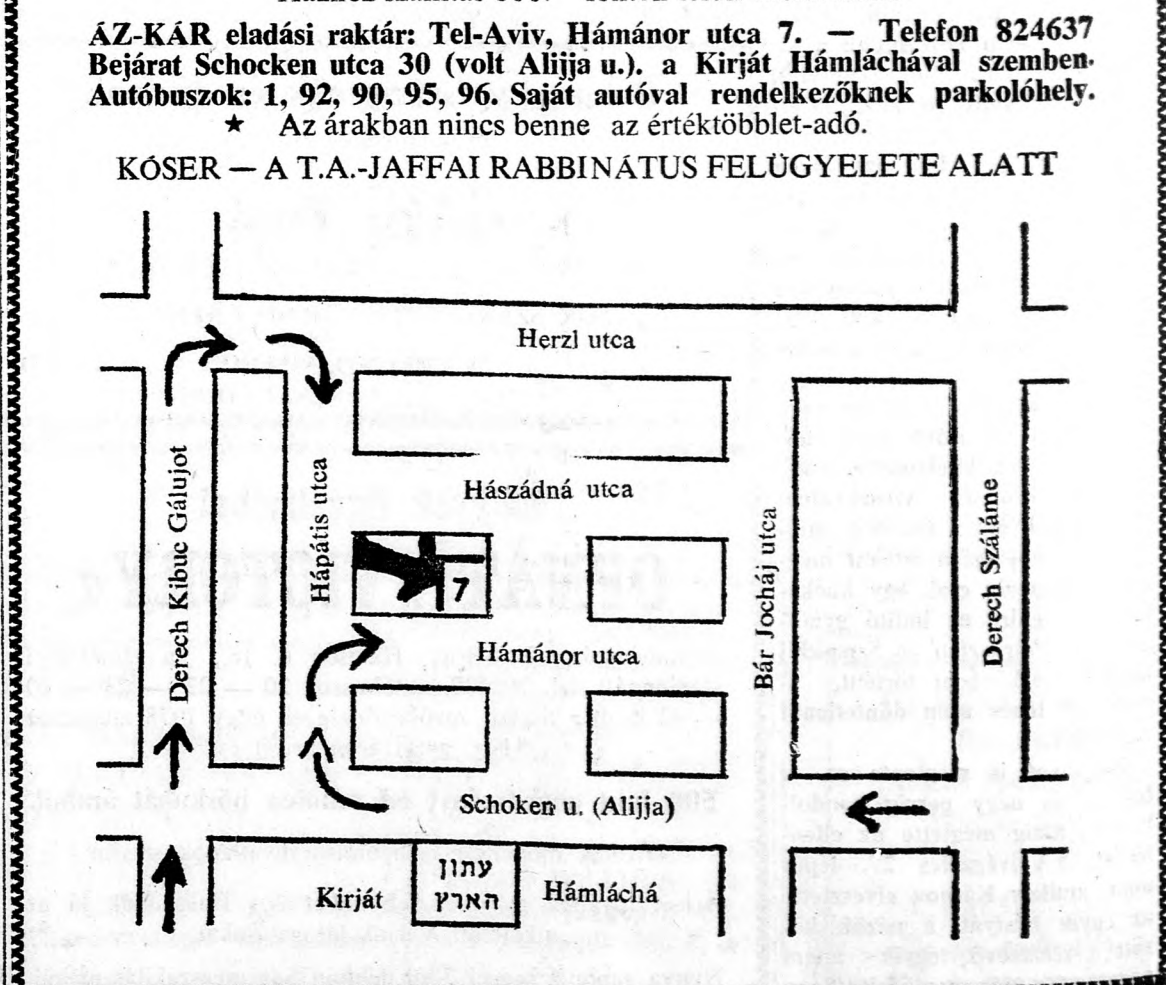 ÁZ-KÁR eladási raktár: Tel-Aviv, Hámánor utca 7. — Telefon 824637
Bejárat Schocken utca 30 (volt Alijja u.). a Kirját Hámláchával szemben.
Autóbuszok: 1, 92, 90, 95, 96. Saját autóval rendelkezőknek parkolóhely.
★ Az árakban nincs benne az értéktöbblet-adó.
KÓSER — A T.A.-JAFFAI RABBINÁTUS FELÜGYELETE ALATT
Herzl utca
Derech Kibuc Gálujot
Hápátis utca
Hászádná utca
Bár Jocháj utca
Derech Száláme
7
Hámánor utca
Schoken u. (Alijja)
Kirját
עתון
הארץ
Hámláchá